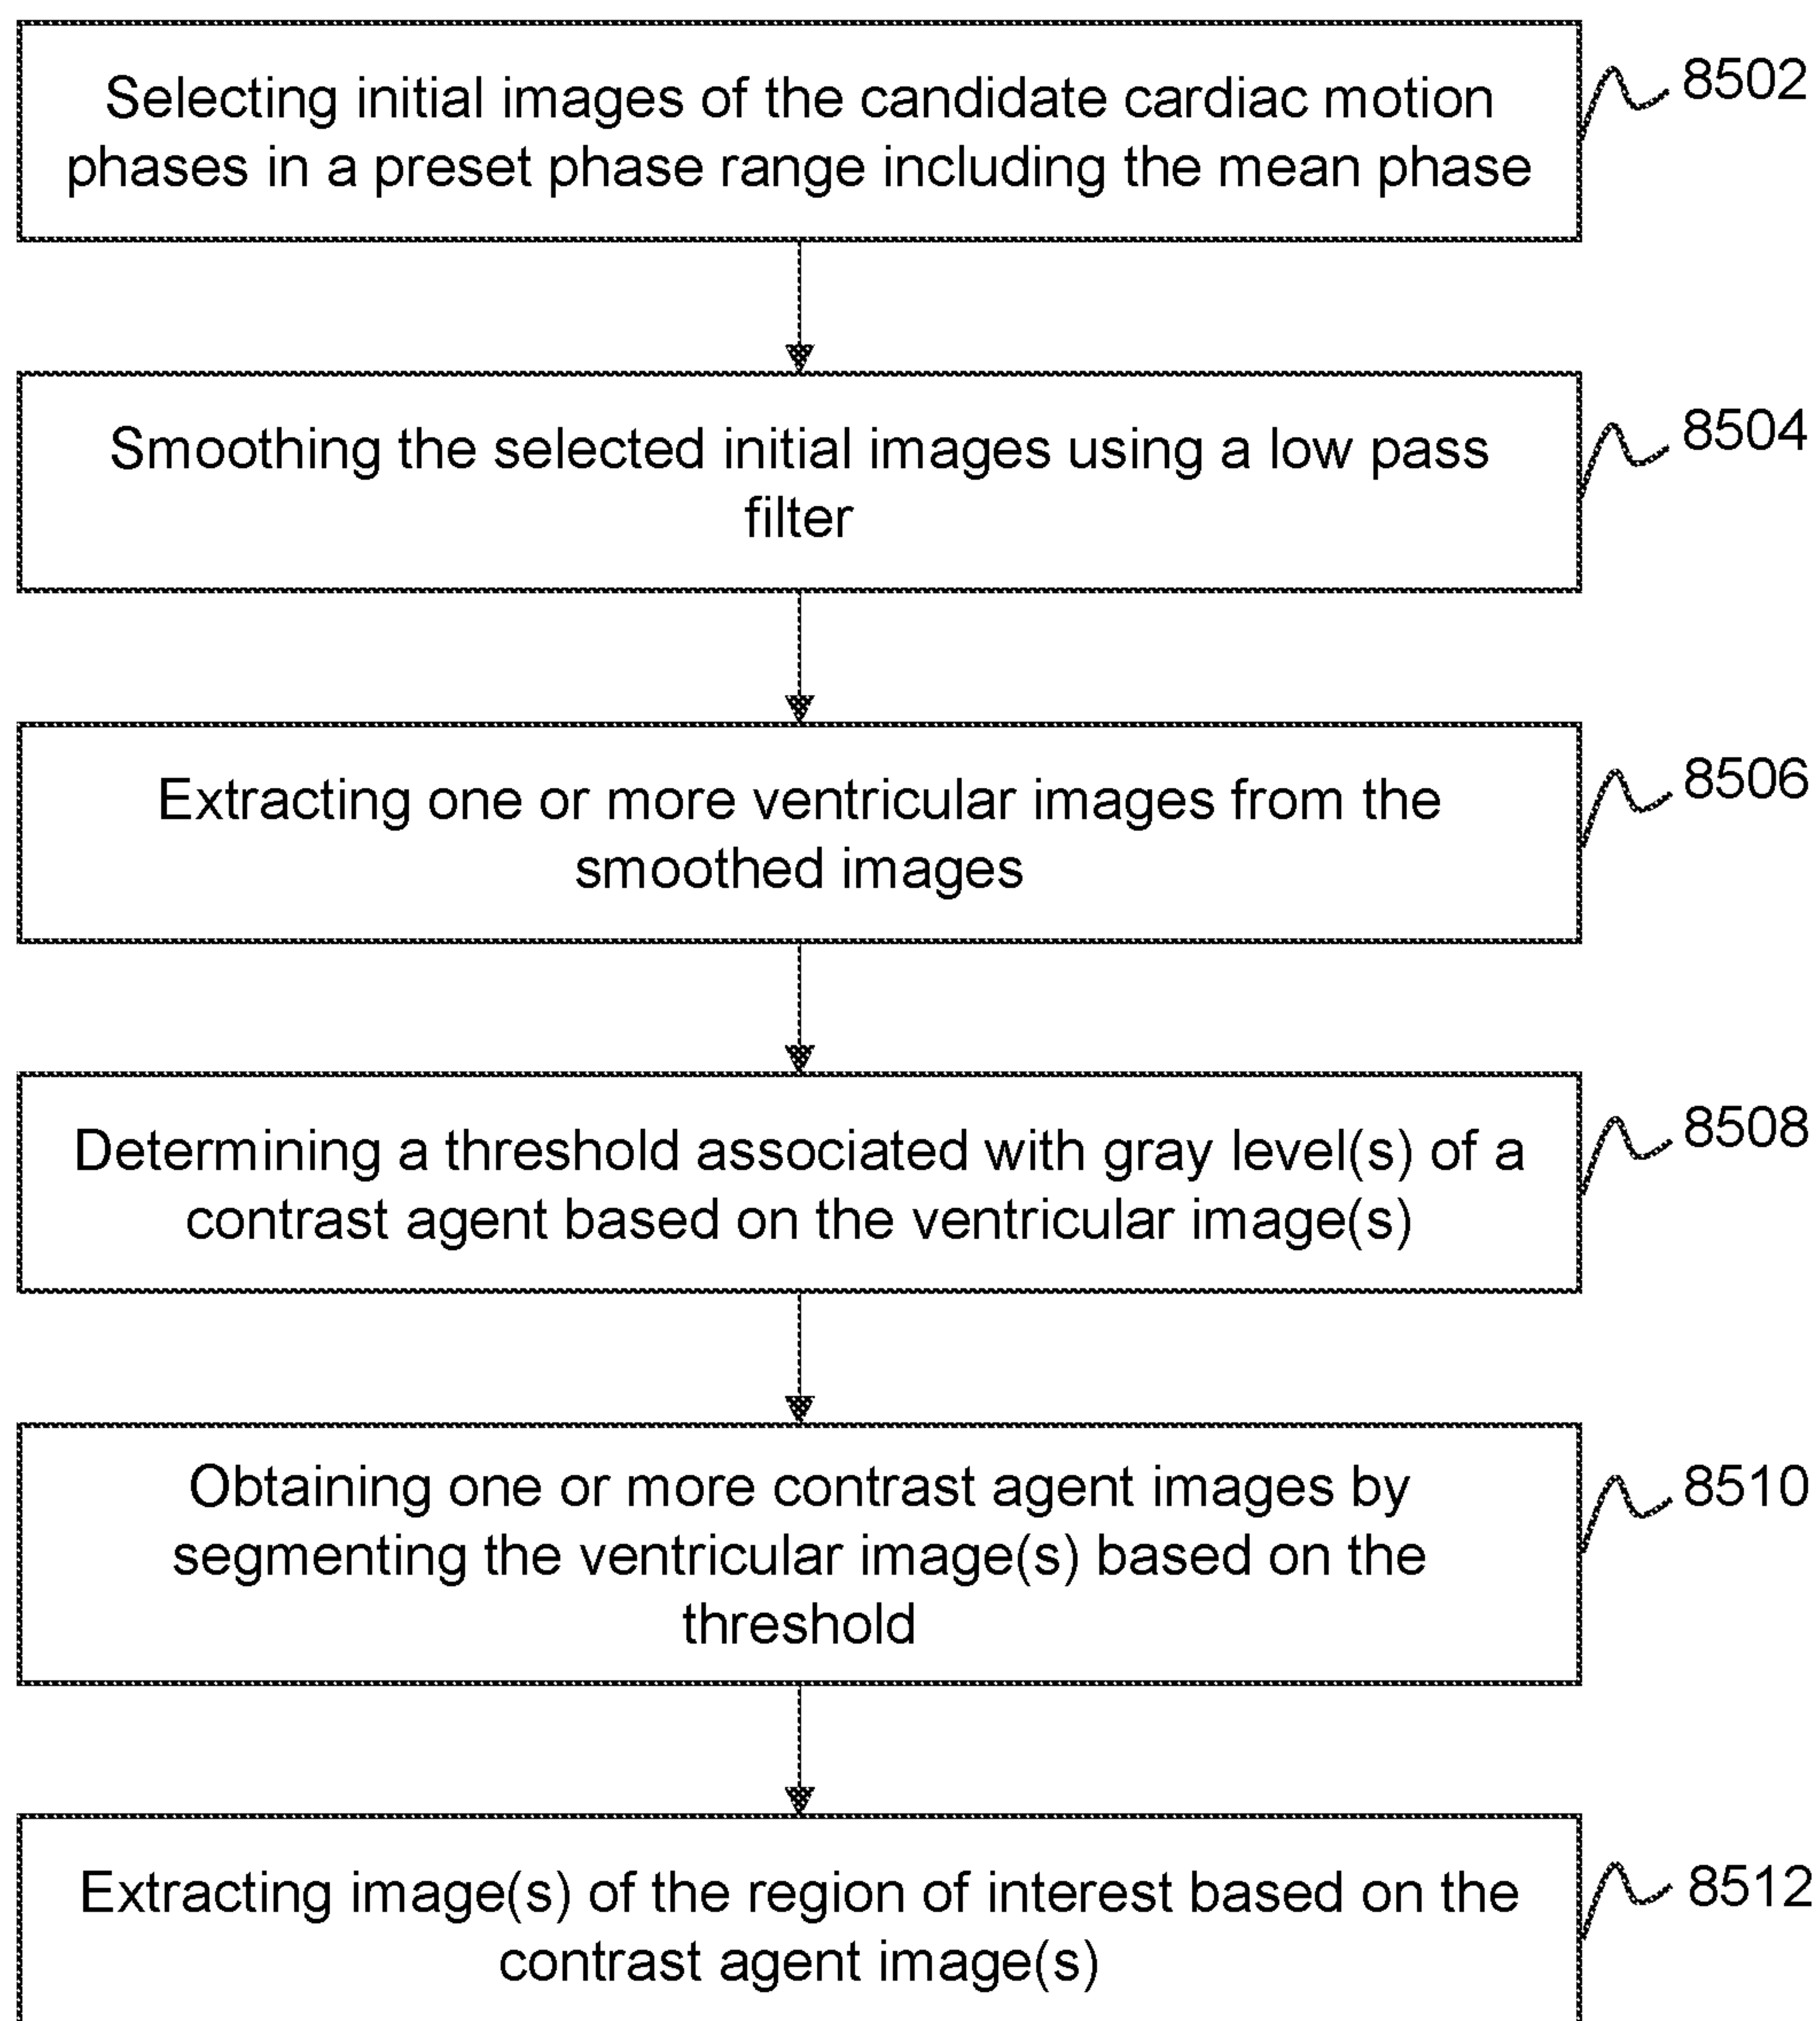 Selecting initial images of the candidate cardiac motion
phases in a preset phase range including the mean phase
8502
Smoothing the selected initial images using a low pass
filter
8504
Extracting one or more ventricular images from the
smoothed images
8506
Determining a threshold associated with gray level(s) of a
contrast agent based on the ventricular image(s)
8508
Obtaining one or more contrast agent images by
segmenting the ventricular image(s) based on the
threshold
8510
Extracting image(s) of the region of interest based on the
contrast agent image(s)
8512